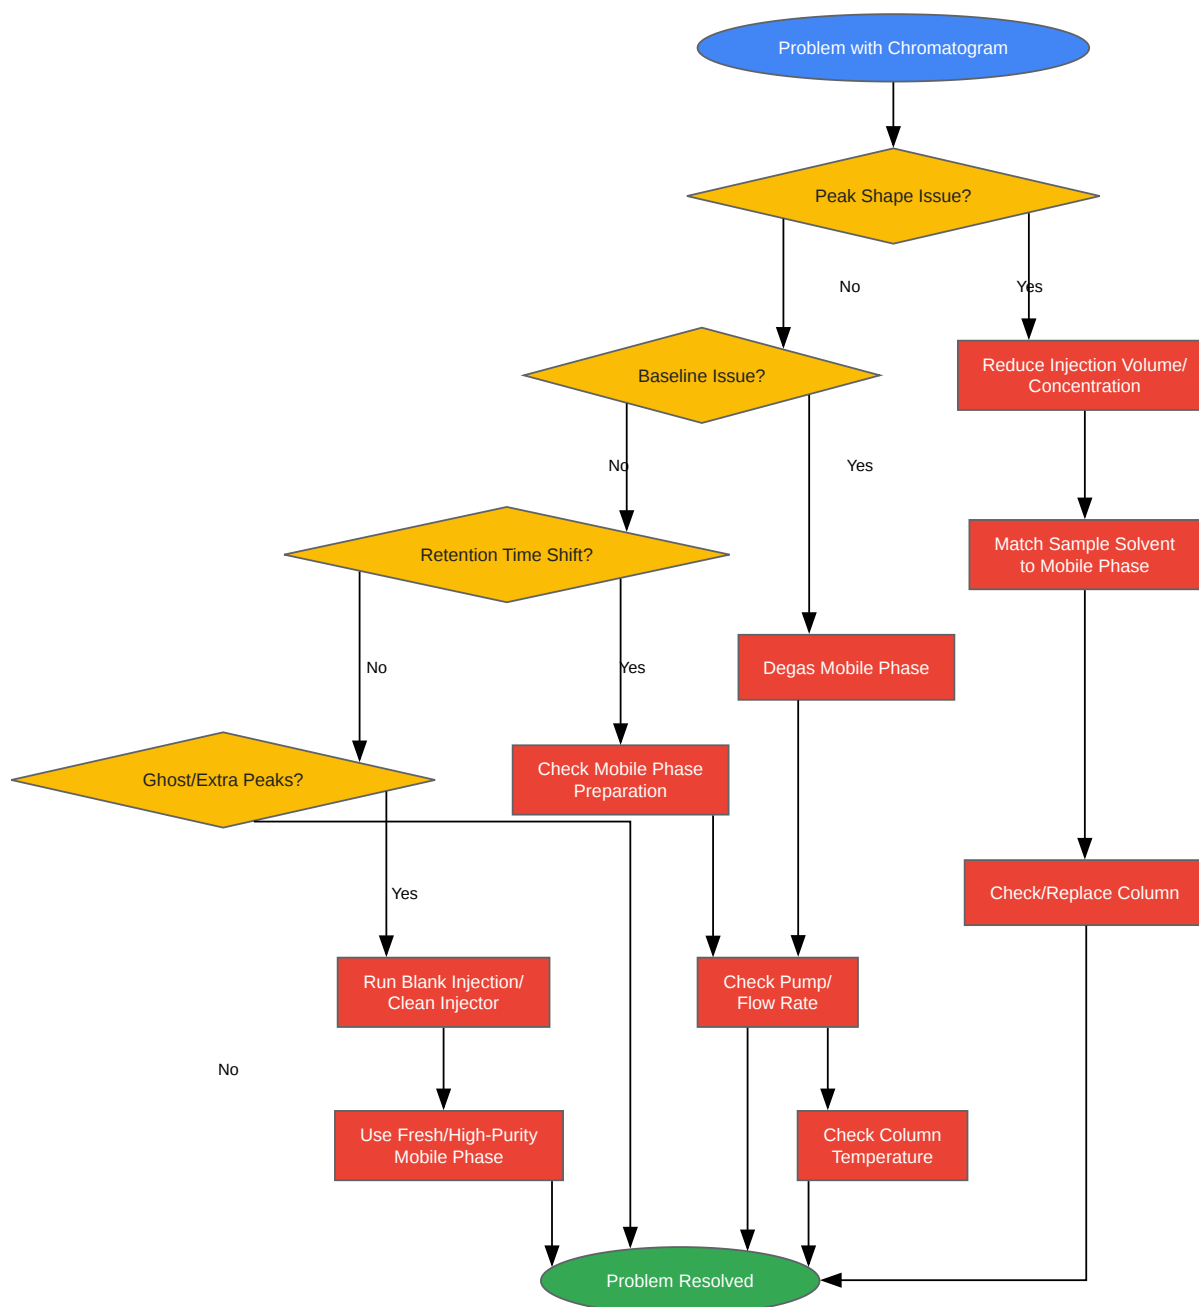 Problem with Chromatogram
Peak Shape Issue?
No
Yes
Baseline Issue?
Reduce Injection Volume/
Concentration
No
Yes
Retention Time Shift?
Match Sample Solvent
to Mobile Phase
No
Yes
Degas Mobile Phase
Ghost/Extra Peaks?
Check Mobile Phase
Preparation
Yes
Check/Replace Column
Run Blank Injection/
Clean Injector
Check Pump/
Flow Rate
No
Use Fresh/High-Purity
Mobile Phase
Check Column
Temperature
Problem Resolved